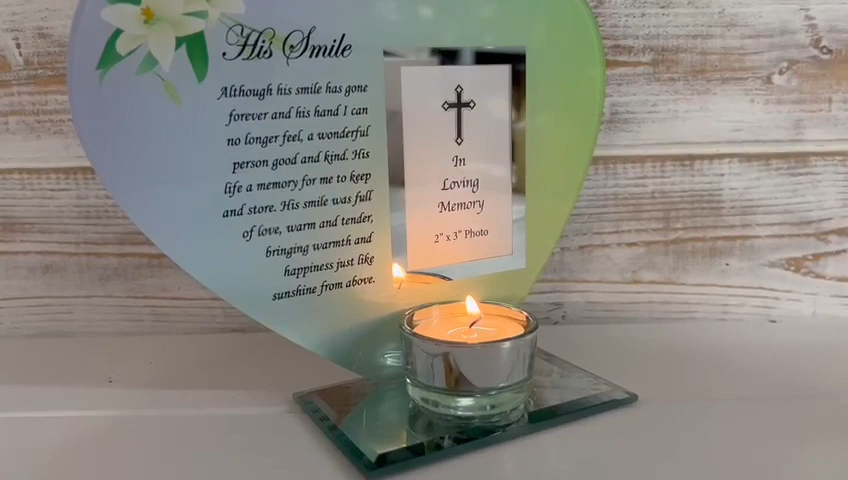 His Smile
Although his smile has gone
forever and his hand I can
no longer feel, a wonderful
person good and kind. His
life a memory for me to keep
and store. His smile was full
of love, warm and tender,
bringing warmth and
happiness just like
sunshine from above.
In
Loving
Memory
2" x 3" Photo